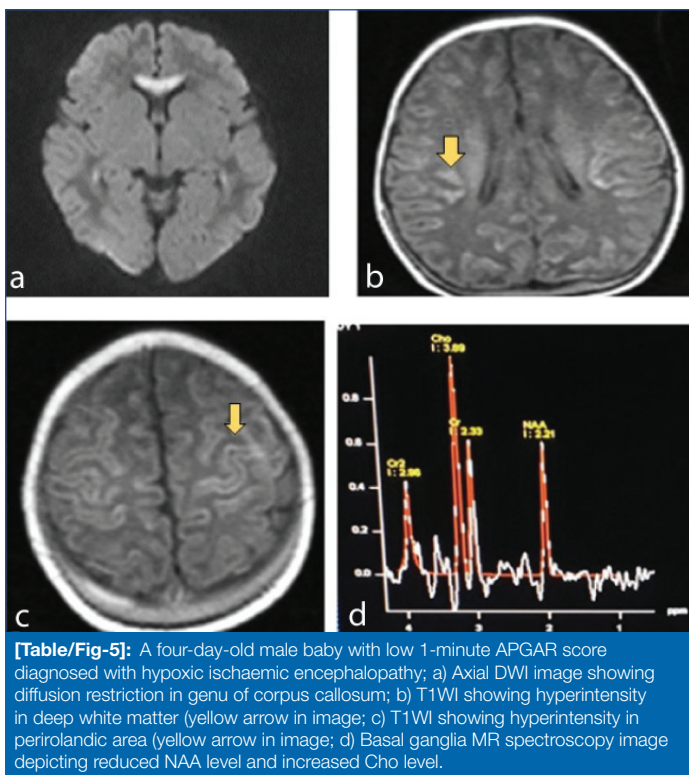 a
b
c
d
Cho
I: 3.89
Cr
I: 2.33
NAA
I: 2.21
Cr2
I: 2.98
0.8
0.6
0.4
0.2
0.0
4
3
2
1
ppm
[Table/Fig-5]: A four-day-old male baby with low 1-minute APGAR score
diagnosed with hypoxic ischaemic encephalopathy; a) Axial DWI image showing
diffusion restriction in genu of corpus callosum; b) T1WI showing hyperintensity
in deep white matter (yellow arrow in image; c) T1WI showing hyperintensity in
perirolandic area (yellow arrow in image; d) Basal ganglia MR spectroscopy image
depicting reduced NAA level and increased Cho level.